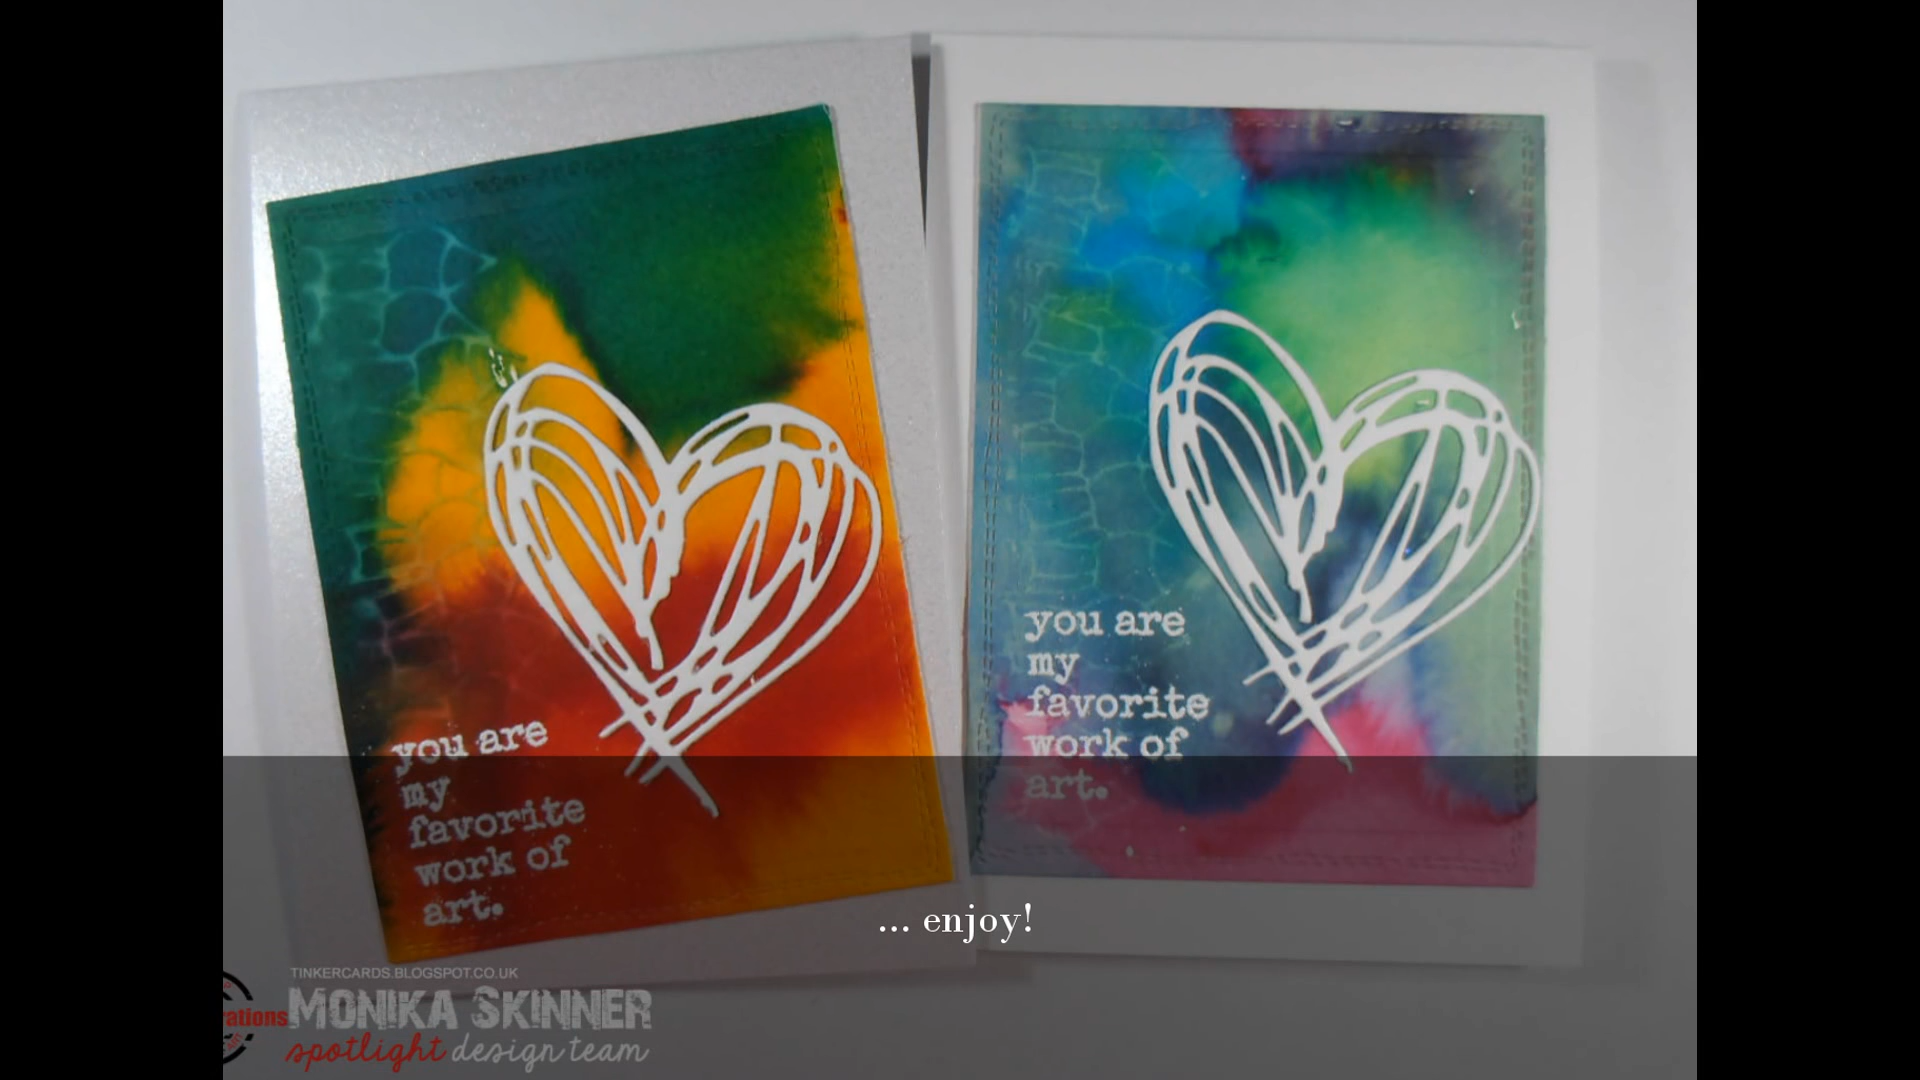 you are
my
favorite
work of
art.
you are
my
favorite
work of
art.
... enjoy!
TINKERCARDS.BLOGSPOT.CO.UK
MONIKA SKINNER
spotlight design team